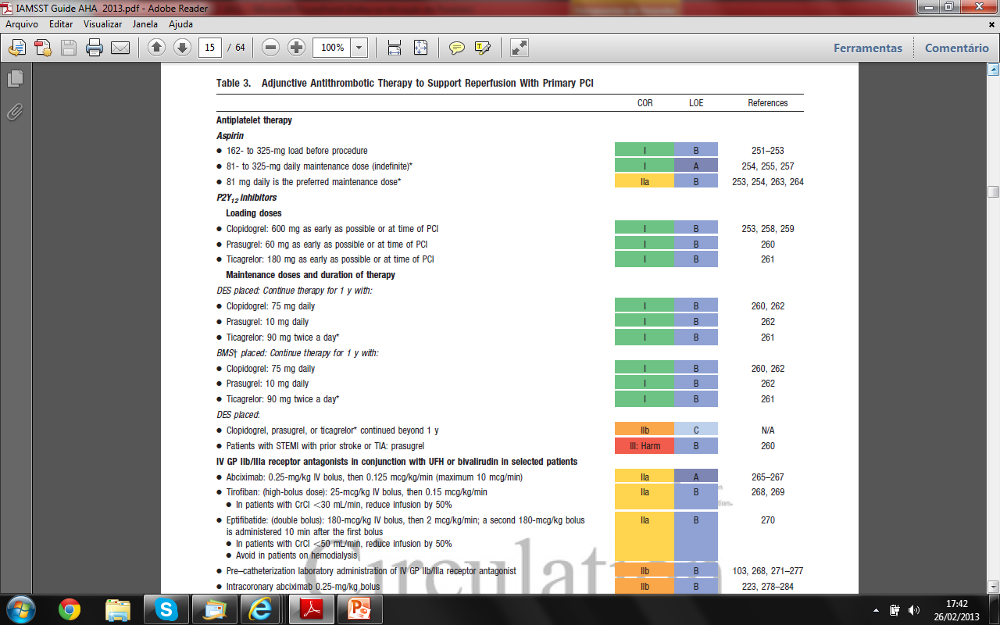 IAMSST Guide AHA 2013.pdf - Adobe Reader
Arquivo Editar Visualizar Janela Ajuda
15 / 64 100% Ferramentas Comentário
Table 3. Adjunctive Antithrombotic Therapy to Support Reperfusion With Primary PCI
COR LOE References
Antiplatelet therapy
Aspirin
● 162- to 325-mg load before procedure I B 251–253
● 81- to 325-mg daily maintenance dose (indefinite)* I A 254, 255, 257
● 81 mg daily is the preferred maintenance dose* IIa B 253, 254, 263, 264
P2Y12 inhibitors
Loading doses
● Clopidogrel: 600 mg as early as possible or at time of PCI I B 253, 258, 259
● Prasugrel: 60 mg as early as possible or at time of PCI I B 260
● Ticagrelor: 180 mg as early as possible or at time of PCI I B 261
Maintenance doses and duration of therapy
DES placed: Continue therapy for 1 y with:
● Clopidogrel: 75 mg daily I B 260, 262
● Prasugrel: 10 mg daily I B 262
● Ticagrelor: 90 mg twice a day* I B 261
BMS† placed: Continue therapy for 1 y with:
● Clopidogrel: 75 mg daily I B 260, 262
● Prasugrel: 10 mg daily I B 262
● Ticagrelor: 90 mg twice a day* I B 261
DES placed:
● Clopidogrel, prasugrel, or ticagrelor* continued beyond 1 y IIb C N/A
● Patients with STEMI with prior stroke or TIA: prasugrel III: Harm B 260
IV GP IIb/IIIa receptor antagonists in conjunction with UFH or bivalirudin in selected patients
● Abciximab: 0.25-mg/kg IV bolus, then 0.125 mcg/kg/min (maximum 10 mcg/min) IIa A 265–267
● Tirofiban: (high-bolus dose): 25-mcg/kg IV bolus, then 0.15 mcg/kg/min IIa B 268, 269
● In patients with CrCl <30 mL/min, reduce infusion by 50%
● Eptifibatide: (double bolus): 180-mcg/kg IV bolus, then 2 mcg/kg/min; a second 180-mcg/kg bolus IIa B 270
is administered 10 min after the first bolus
● In patients with CrCl <50 mL/min, reduce infusion by 50%
● Avoid in patients on hemodialysis
Circulation
● Pre–catheterization laboratory administration of IV GP IIb/IIIa receptor antagonist IIb B 103, 268, 271–277
● Intracoronary abciximab 0.25-mg/kg bolus IIb B 223, 278–284
17:42
26/02/2013